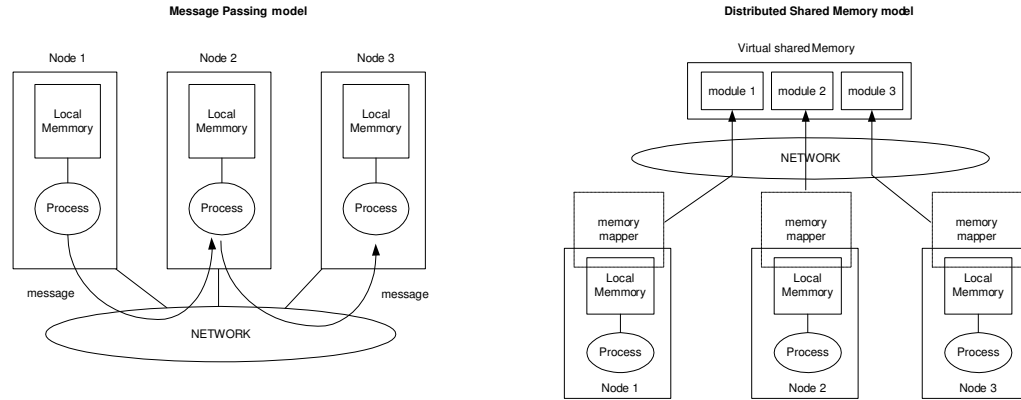 Message Passing model
Node 1
Node 2
Node 3
Local
Memmory
Local
Memmory
Local
Memmory
Process
Process
Process
message
message
NETWORK
Distributed Shared Memory model
Virtual shared Memory
module 1
module 2
module 3
NETWORK
memory
mapper
memory
mapper
memory
mapper
Local
Memmory
Local
Memmory
Local
Memmory
Process
Process
Process
Node 1
Node 2
Node 3